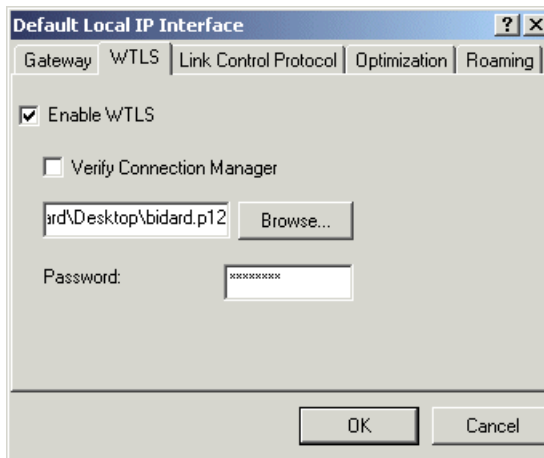 Default Local IP Interface
Gateway WTLS Link Control Protocol Optimization Roaming
Enable WTLS
Verify Connection Manager
ard\Desktop\bidard.p12 Browse...
Password: ********
OK Cancel